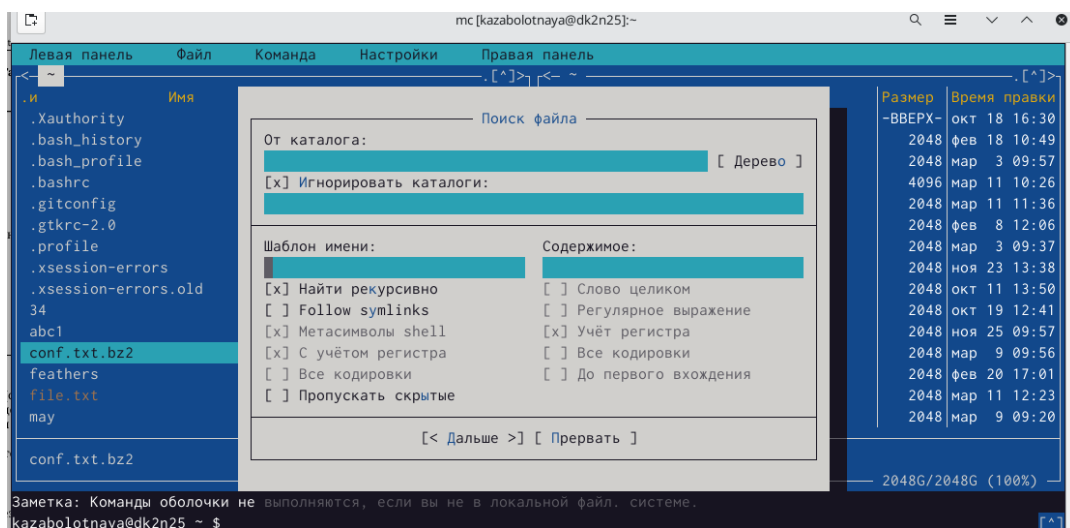 mc [kazabolotnaya@dk2n25]:~
Левая панель Файл Команда Настройки Правая панель
<- ~ .[^]> <- ~ .[^]>
.и Имя Размер Время правки
.Xauthority -ВВЕРХ- окт 18 16:30
.bash_history Поиск файла 2048 фев 18 10:49
.bash_profile От каталога: 2048 мар 3 09:57
[ Дерево ]
.bashrc [x] Игнорировать каталоги: 4096 мар 11 10:26
.gitconfig 2048 мар 11 11:36
.gtkrc-2.0 2048 фев 8 12:06
.profile Шаблон имени: Содержимое: 2048 мар 3 09:37
.xsession-errors 2048 ноя 23 13:38
.xsession-errors.old [x] Найти рекурсивно [ ] Слово целиком 2048 окт 11 13:50
34 [ ] Follow symlinks [ ] Регулярное выражение 2048 окт 19 12:41
abc1 [x] Метасимволы shell [x] Учёт регистра 2048 ноя 25 09:57
conf.txt.bz2 [x] С учётом регистра [ ] Все кодировки 2048 мар 9 09:56
feathers [ ] Все кодировки [ ] До первого вхождения 2048 фев 20 17:01
file.txt [ ] Пропускать скрытые 2048 мар 11 12:23
may 2048 мар 9 09:20
[< Дальше >] [ Прервать ]
conf.txt.bz2
2048G/2048G (100%)
Заметка: Команды оболочки не выполняются, если вы не в локальной файл. системе.
kazabolotnaya@dk2n25 ~ $ [^]